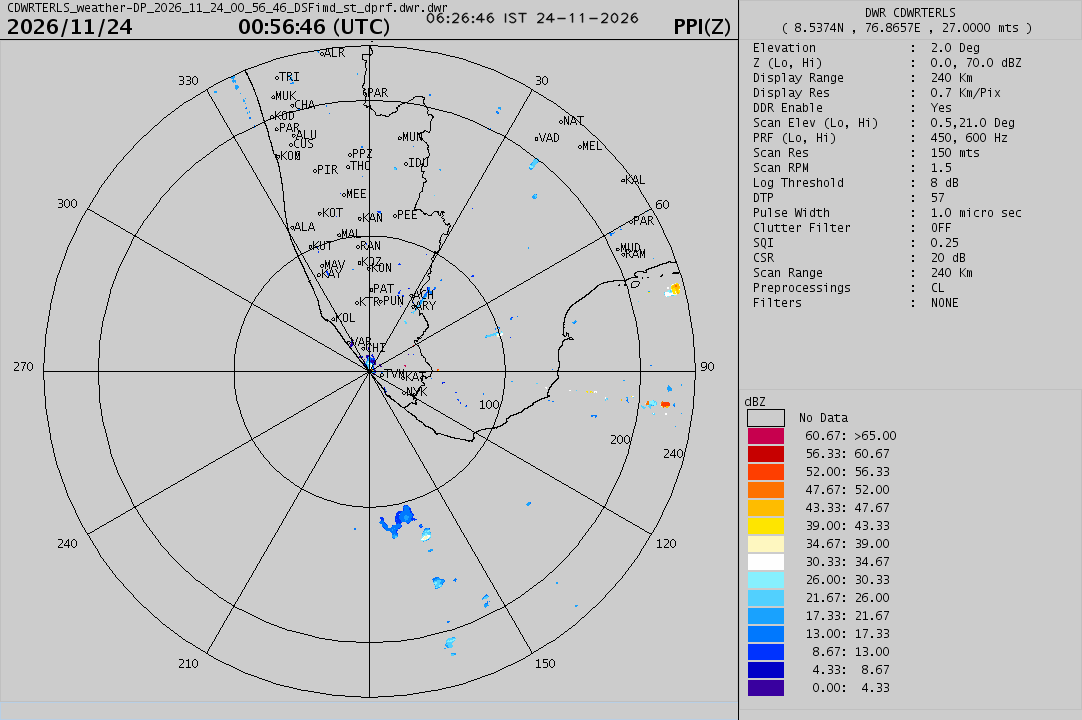 CDWRTERLS_weather-DP_2026_11_24_00_56_46_DSFimd_st_dprf.dwr.dwr
2026/11/24
00:56:46 (UTC)
06:26:46 IST 24-11-2026
PPI(Z)
DWR CDWRTERLS
( 8.5374N , 76.8657E , 27.0000 mts )
Elevation : 2.0 Deg
Z (Lo, Hi) : 0.0, 70.0 dBZ
Display Range : 240 Km
Display Res : 0.7 Km/Pix
DDR Enable : Yes
Scan Elev (Lo, Hi) : 0.5,21.0 Deg
PRF (Lo, Hi) : 450, 600 Hz
Scan Res : 150 mts
Scan RPM : 1.5
Log Threshold : 8 dB
DTP : 57
Pulse Width : 1.0 micro sec
Clutter Filter : OFF
SQI : 0.25
CSR : 20 dB
Scan Range : 240 Km
Preprocessings : CL
Filters : NONE
dBZ
No Data
60.67: >65.00
56.33: 60.67
52.00: 56.33
47.67: 52.00
43.33: 47.67
39.00: 43.33
34.67: 39.00
30.33: 34.67
26.00: 30.33
21.67: 26.00
17.33: 21.67
13.00: 17.33
8.67: 13.00
4.33: 8.67
0.00: 4.33
330
30
300
60
270
90
240
120
210
150
100
200
240
ALR
TRI
PAR
MUK
CHA
KOD
PAR
ALU
CUS
MUN
NAT
VAD
MEL
PPZ
THO
IDU
PIR
KAL
MEE
KOT
KAN
PEE
PAR
ALA
MAL
KUT
RAN
MUD
RAM
MAV
KAY
KOZ
KON
PAT
ACH
KTR
PUN
ARY
KOL
VAR
CHI
TVM
KAT
NYK